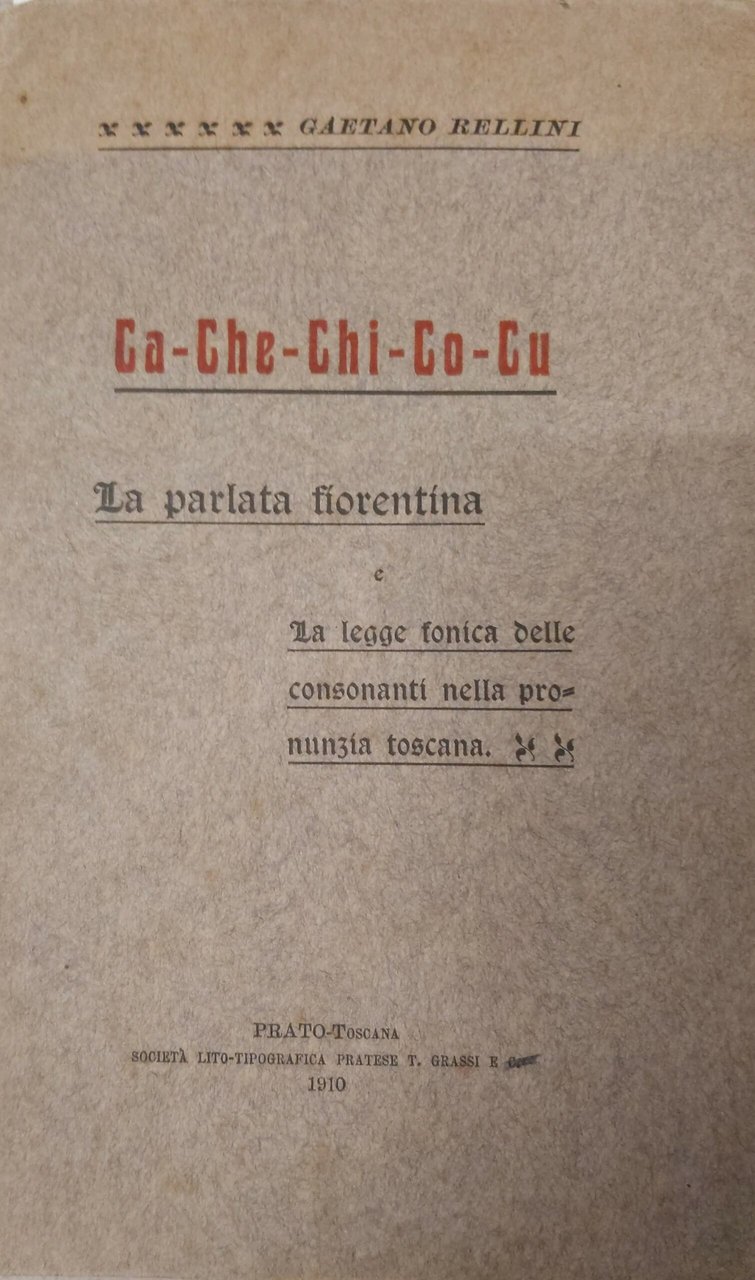 GAETANO RELLINI
Ca-Che-Chi-Co-Cu
La parlata fiorentina
e
La legge fonica delle
consonanti nella pro=
nunzia toscana.
PRATO-TOSCANA
SOCIETÀ LITO-TIPOGRAFICA PRATESE T. GRASSI E
1910